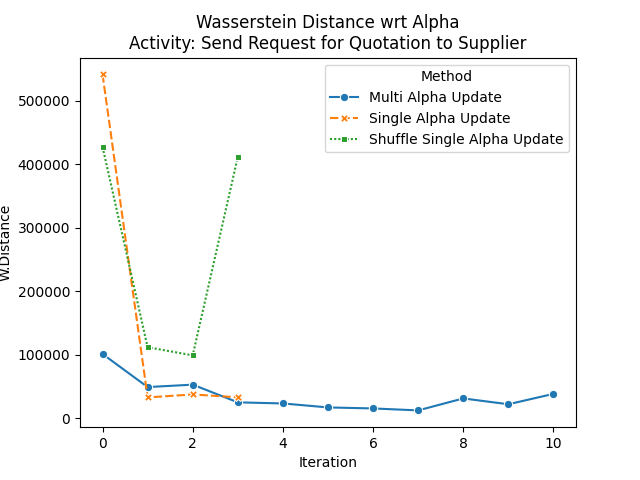 Wasserstein Distance wrt Alpha
Activity: Send Request for Quotation to Supplier
Method
Multi Alpha Update
Single Alpha Update
Shuffle Single Alpha Update
500000
400000
300000
200000
100000
0
W.Distance
0 2 4 6 8 10
Iteration